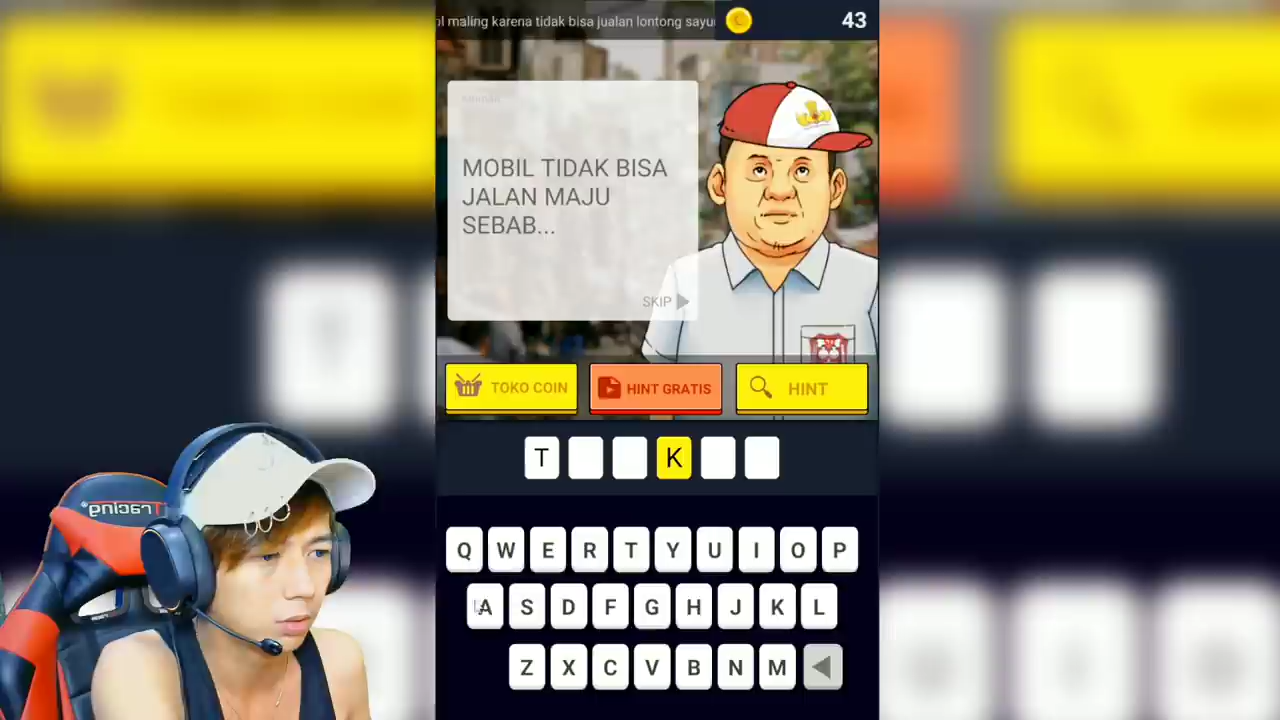 ol maling karena tidak bisa jualan lontong sayu
43
MOBIL TIDAK BISA
JALAN MAJU
SEBAB...
SKIP
TOKO COIN
HINT GRATIS
HINT
T K
Q W E R T Y U I O P
A S D F G H J K L
Z X C V B N M
Tracing